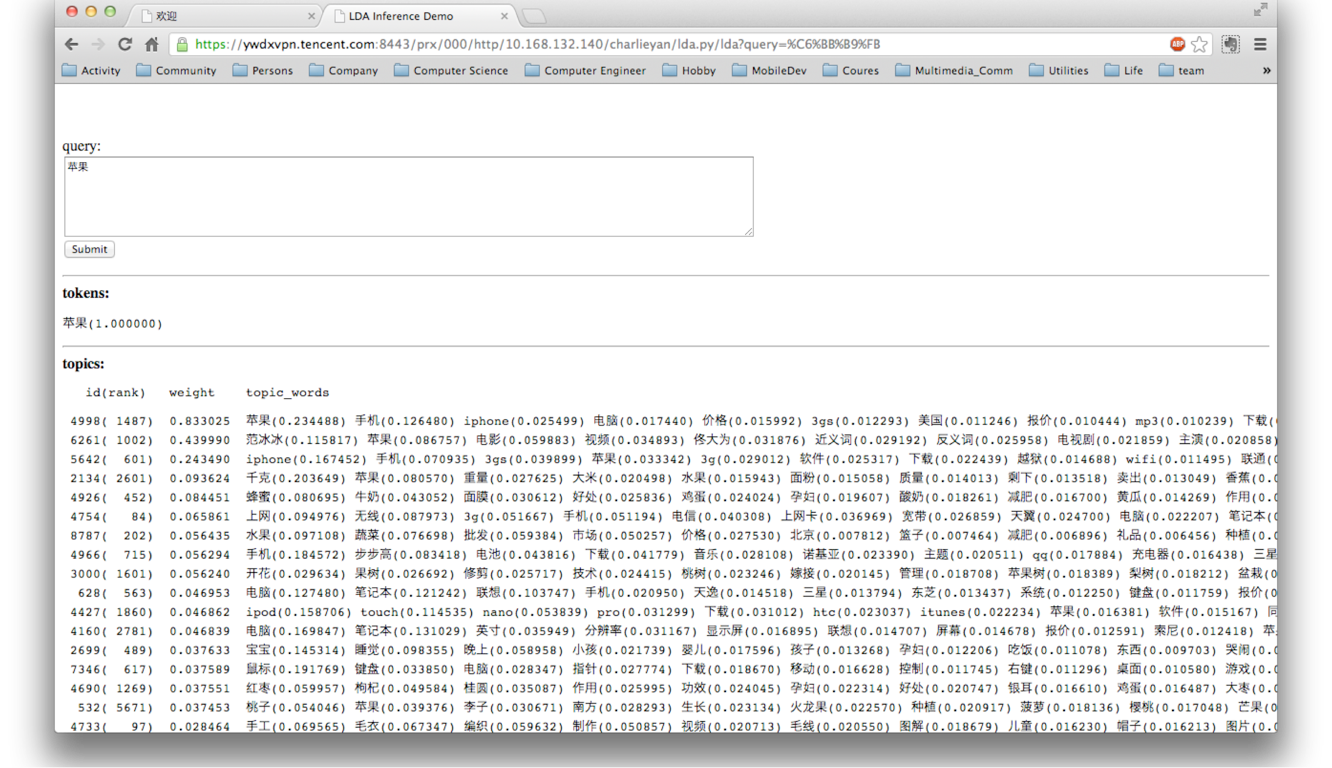 欢迎
LDA Inference Demo
https://ywdxvpn.tencent.com:8443/prx/000/http/10.168.132.140/charlieyan/lda.py/lda?query=%C6%BB%B9%FB
ABP
Activity Community Persons Company Computer Science Computer Engineer Hobby MobileDev Coures Multimedia_Comm Utilities Life team »
query:
苹果
Submit
tokens:
苹果(1.000000)
topics:
id(rank) weight topic_words
4998( 1487) 0.833025 苹果(0.234488) 手机(0.126480) iphone(0.025499) 电脑(0.017440) 价格(0.015992) 3gs(0.012293) 美国(0.011246) 报价(0.010444) mp3(0.010239) 下载(
6261( 1002) 0.439990 范冰冰(0.115817) 苹果(0.086757) 电影(0.059883) 视频(0.034893) 佟大为(0.031876) 近义词(0.029192) 反义词(0.025958) 电视剧(0.021859) 主演(0.020858)
5642( 601) 0.243490 iphone(0.167452) 手机(0.070935) 3gs(0.039899) 苹果(0.033342) 3g(0.029012) 软件(0.025317) 下载(0.022439) 越狱(0.014688) wifi(0.011495) 联通(
2134( 2601) 0.093624 千克(0.203649) 苹果(0.080570) 重量(0.027625) 大米(0.020498) 水果(0.015943) 面粉(0.015058) 质量(0.014013) 剩下(0.013518) 卖出(0.013049) 香蕉(0.
4926( 452) 0.084451 蜂蜜(0.080695) 牛奶(0.043052) 面膜(0.030612) 好处(0.025836) 鸡蛋(0.024024) 孕妇(0.019607) 酸奶(0.018261) 减肥(0.016700) 黄瓜(0.014269) 作用(0.
4754( 84) 0.065861 上网(0.094976) 无线(0.087973) 3g(0.051667) 手机(0.051194) 电信(0.040308) 上网卡(0.036969) 宽带(0.026859) 天翼(0.024700) 电脑(0.022207) 笔记本(
8787( 202) 0.056435 水果(0.097108) 蔬菜(0.076698) 批发(0.059384) 市场(0.050257) 价格(0.027530) 北京(0.007812) 篮子(0.007464) 减肥(0.006896) 礼品(0.006456) 种植(0.
4966( 715) 0.056294 手机(0.184572) 步步高(0.083418) 电池(0.043816) 下载(0.041779) 音乐(0.028108) 诺基亚(0.023390) 主题(0.020511) qq(0.017884) 充电器(0.016438) 三星
3000( 1601) 0.056240 开花(0.029634) 果树(0.026692) 修剪(0.025717) 技术(0.024415) 桃树(0.023246) 嫁接(0.020145) 管理(0.018708) 苹果树(0.018389) 梨树(0.018212) 盆栽(0
628( 563) 0.046953 电脑(0.127480) 笔记本(0.121242) 联想(0.103747) 手机(0.020950) 天逸(0.014518) 三星(0.013794) 东芝(0.013437) 系统(0.012250) 键盘(0.011759) 报价(0
4427( 1860) 0.046862 ipod(0.158706) touch(0.114535) nano(0.053839) pro(0.031299) 下载(0.031012) htc(0.023037) itunes(0.022234) 苹果(0.016381) 软件(0.015167) 同
4160( 2781) 0.046839 电脑(0.169847) 笔记本(0.131029) 英寸(0.035949) 分辨率(0.031167) 显示屏(0.016895) 联想(0.014707) 屏幕(0.014678) 报价(0.012591) 索尼(0.012418) 苹
2699( 489) 0.037633 宝宝(0.145314) 睡觉(0.098355) 晚上(0.058958) 小孩(0.021739) 婴儿(0.017596) 孩子(0.013268) 孕妇(0.012206) 吃饭(0.011078) 东西(0.009703) 哭闹(0.
7346( 617) 0.037589 鼠标(0.191769) 键盘(0.033850) 电脑(0.028347) 指针(0.027774) 下载(0.018670) 移动(0.016628) 控制(0.011745) 右键(0.011296) 桌面(0.010580) 游戏(0.
4690( 1269) 0.037551 红枣(0.059957) 枸杞(0.049584) 桂圆(0.035087) 作用(0.025995) 功效(0.024045) 孕妇(0.022314) 好处(0.020747) 银耳(0.016610) 鸡蛋(0.016487) 大枣(0.
532( 5671) 0.037453 桃子(0.054046) 苹果(0.039376) 李子(0.030671) 南方(0.028293) 生长(0.023134) 火龙果(0.022570) 种植(0.020917) 菠萝(0.018136) 樱桃(0.017048) 芒果(0
4733( 97) 0.028464 手工(0.069565) 毛衣(0.067347) 编织(0.059632) 制作(0.050857) 视频(0.020713) 毛线(0.020550) 图解(0.018679) 儿童(0.016230) 帽子(0.016213) 图片(0.